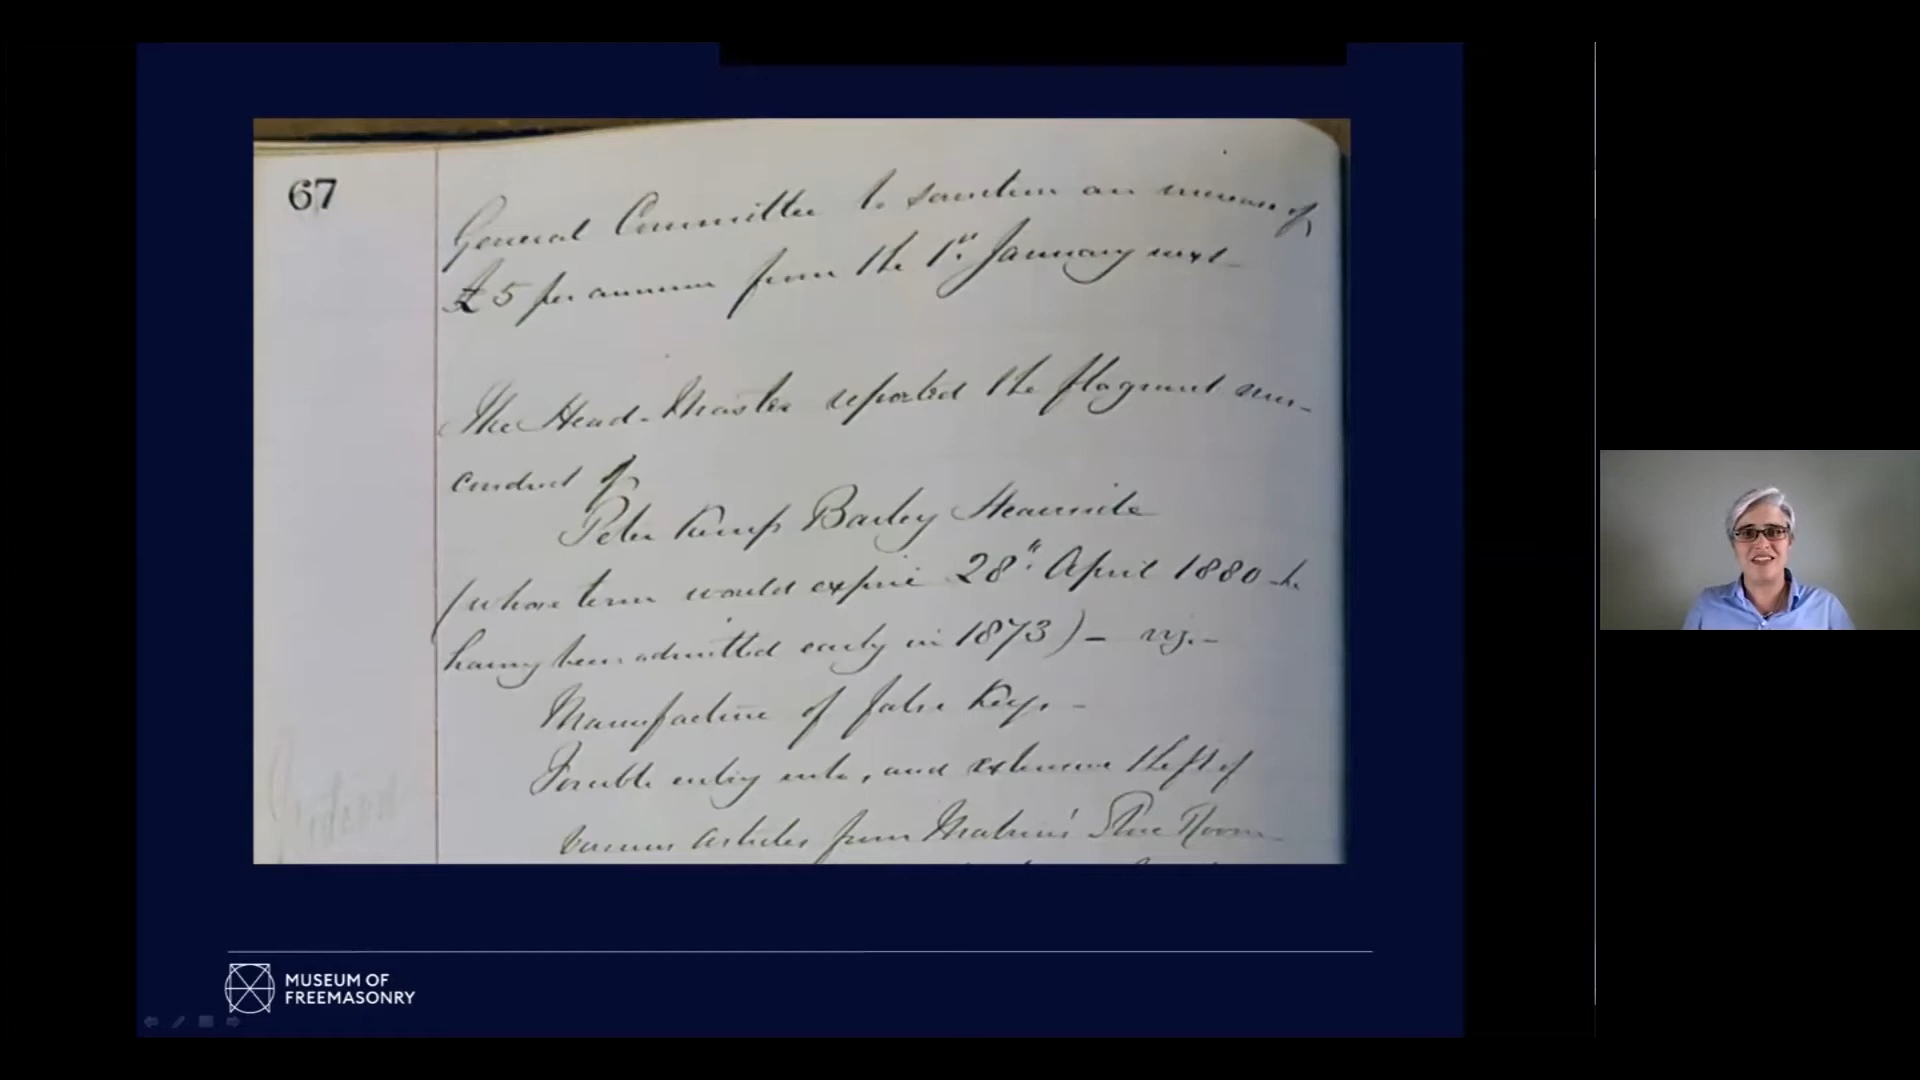 67
General Committee to sanction an increase of
£5 per annum from the 1st January next
The Head-Master reported the flagrant mis-
conduct of
Peter Kemp Bailey
(whose term would expire 28th April 1880 he
having been admitted early in 1873) - viz. -
Manufacture of false Keys. -
Forcible entry into, and extensive theft of
various articles from Matron's Store Room
MUSEUM OF
FREEMASONRY